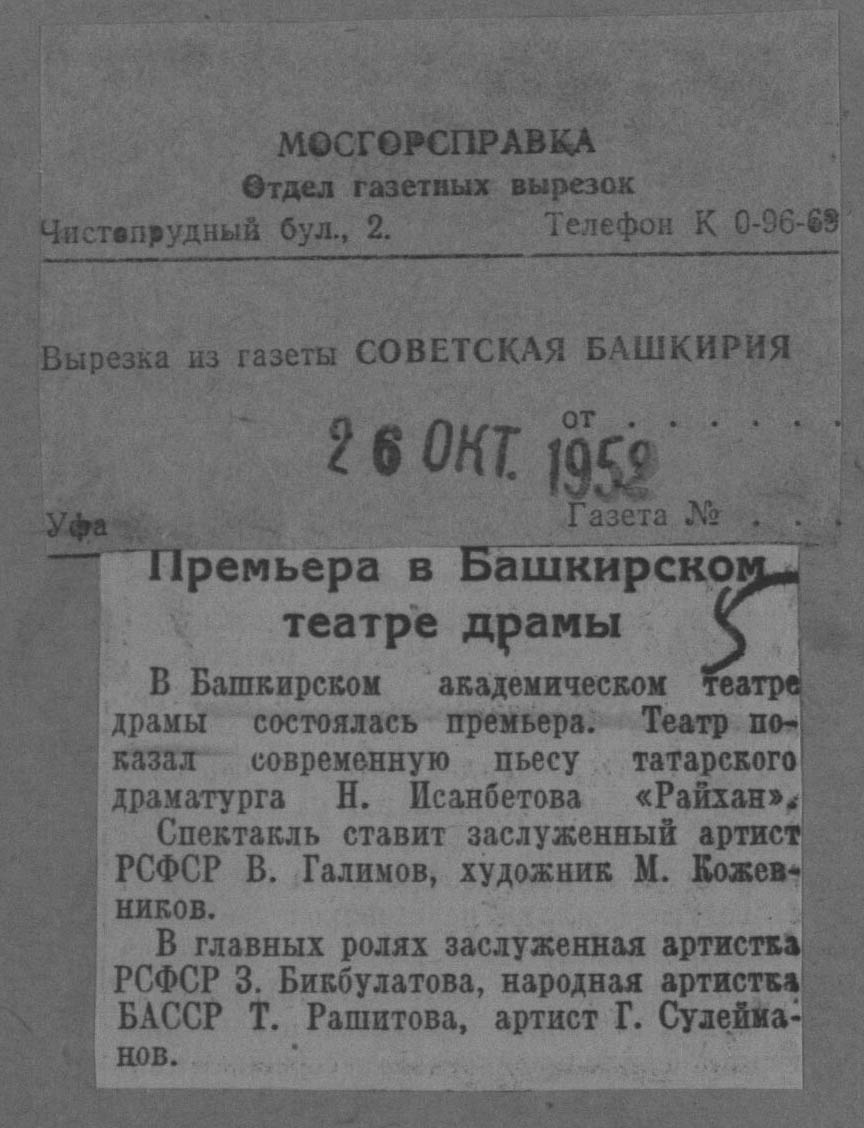 МОСГОРСПРАВКА
Отдел газетных вырезок
Чистопрудный бул., 2. Телефон К 0-96-63
Вырезка из газеты СОВЕТСКАЯ БАШКИРИЯ
от . . . . . . .
26 ОКТ. 1952
Уфа Газета № . . .
Премьера в Башкирском
театре драмы
5
В Башкирском академическом театре
драмы состоялась премьера. Театр по-
казал современную пьесу татарского
драматурга Н. Исанбетова «Райхан».
Спектакль ставит заслуженный артист
РСФСР В. Галимов, художник М. Кожев-
ников.
В главных ролях заслуженная артистка
РСФСР З. Бикбулатова, народная артистка
БАССР Т. Рашитова, артист Г. Сулейма-
нов.